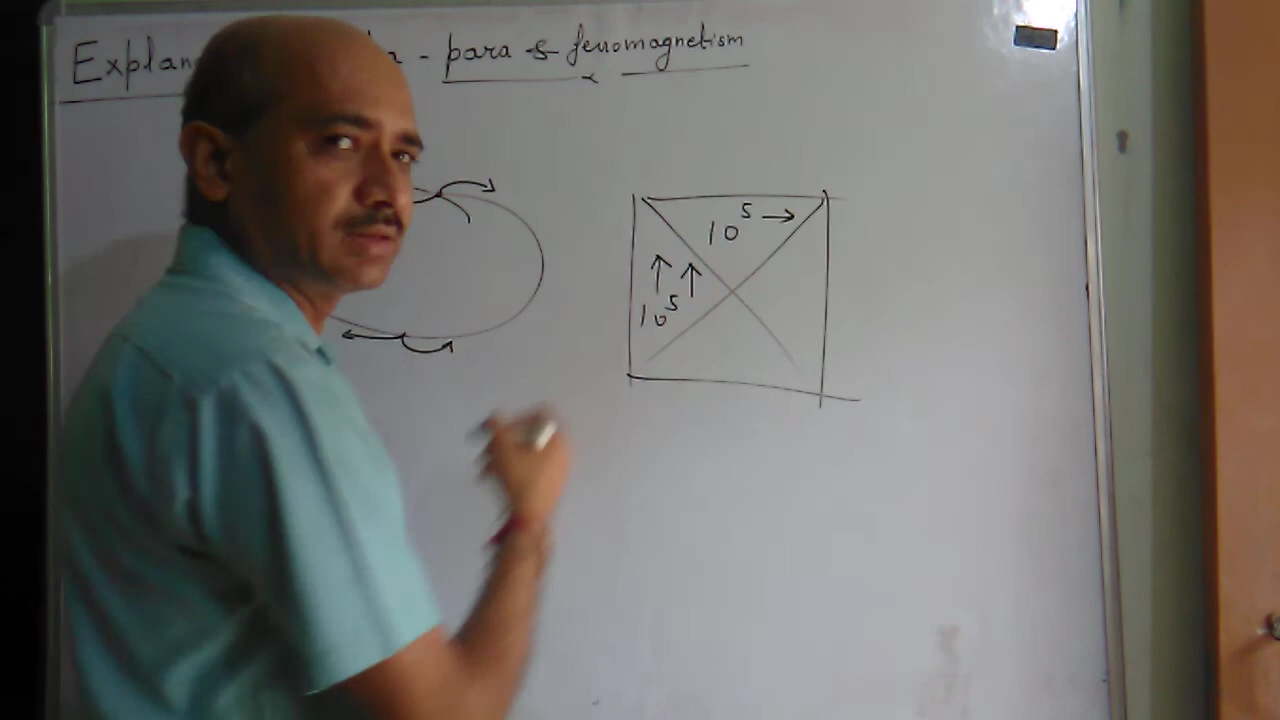 Explan - para & ferromagnetism
10⁵ →
↑ ↑
10⁵